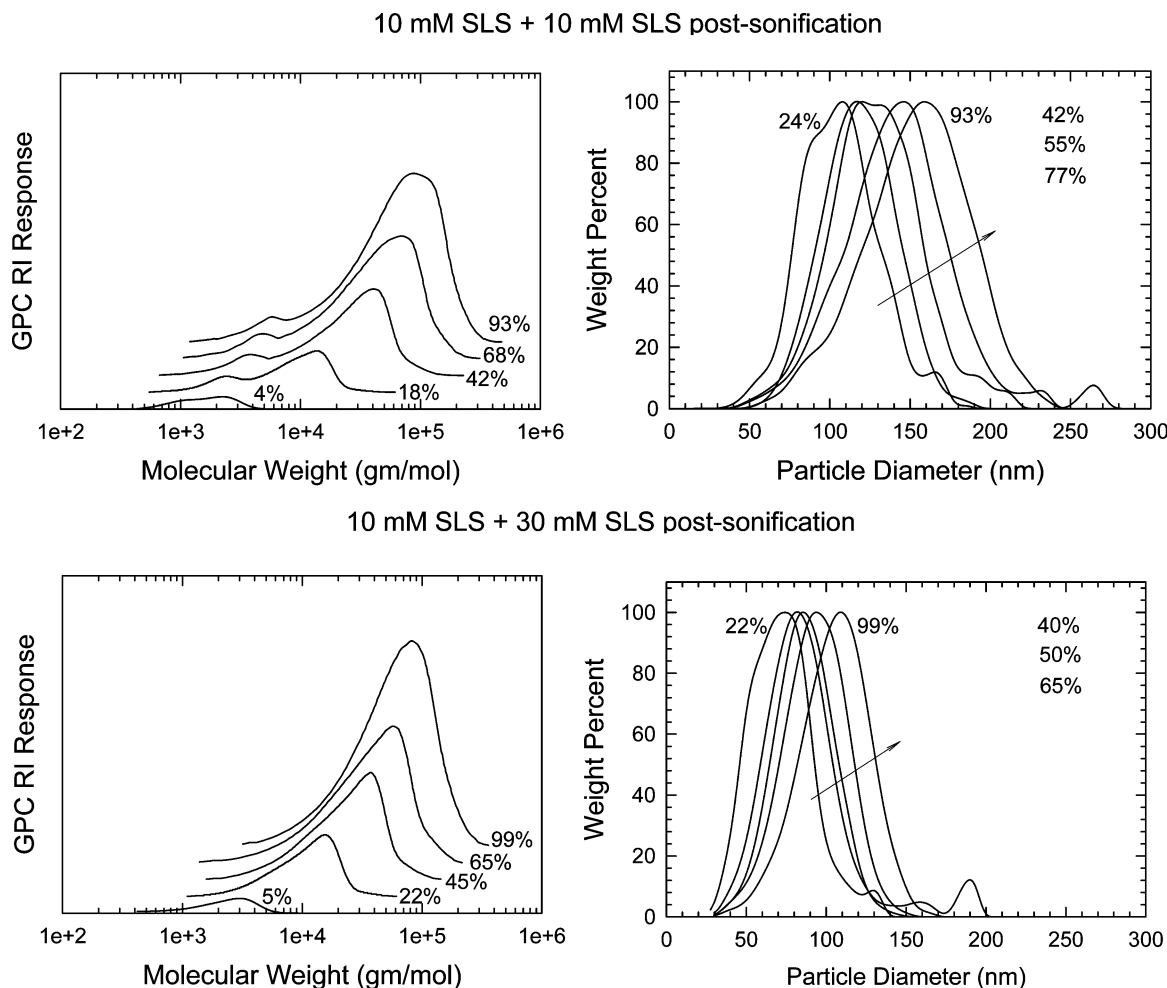 10 mM SLS + 10 mM SLS post-sonification
GPC RI Response
93%
68%
42%
18%
4%
1e+2 1e+3 1e+4 1e+5 1e+6
Molecular Weight (gm/mol)
Weight Percent
100
80
60
40
20
0
24%
93%
42%
55%
77%
0 50 100 150 200 250 300
Particle Diameter (nm)
10 mM SLS + 30 mM SLS post-sonification
GPC RI Response
99%
65%
45%
22%
5%
1e+2 1e+3 1e+4 1e+5 1e+6
Molecular Weight (gm/mol)
Weight Percent
100
80
60
40
20
0
22%
99%
40%
50%
65%
0 50 100 150 200 250 300
Particle Diameter (nm)